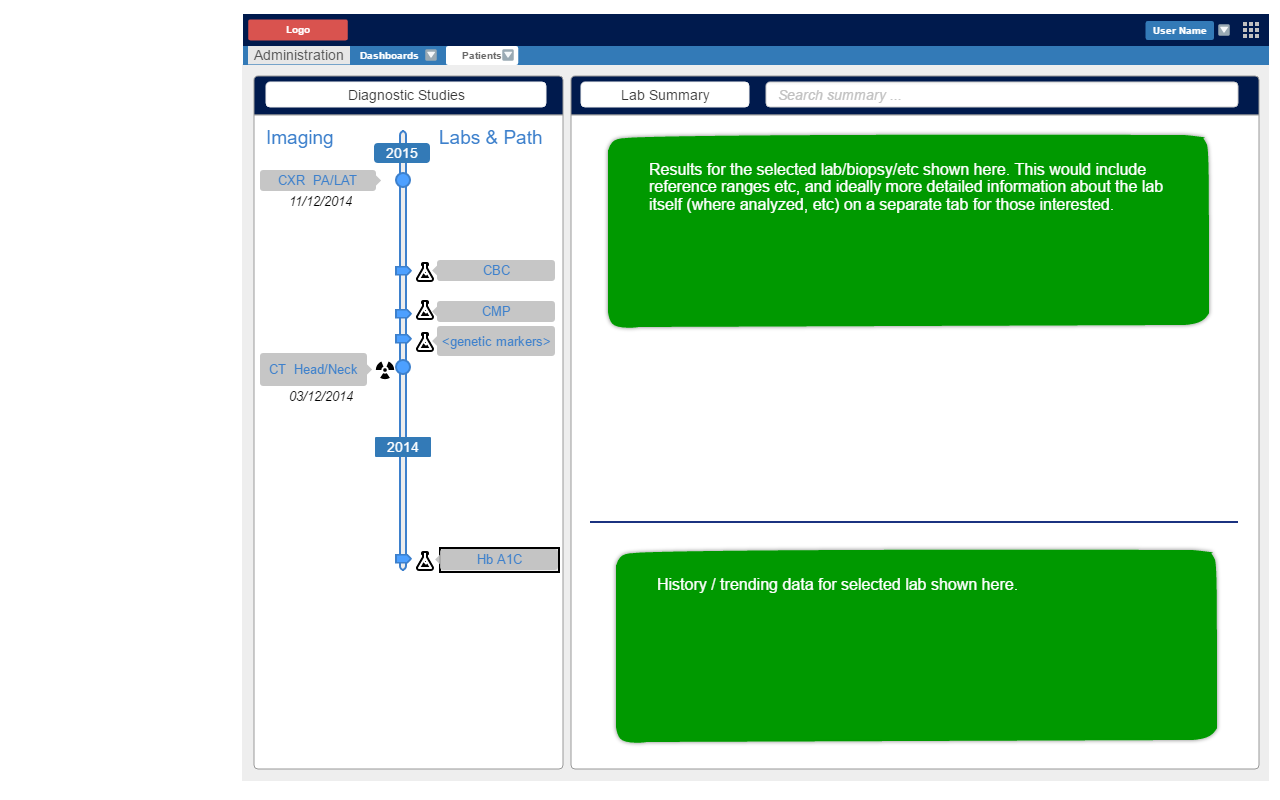 Logo
User Name
Administration
Dashboards
Patients
Diagnostic Studies
Imaging
Labs & Path
2015
CXR PA/LAT
11/12/2014
CBC
CMP
<genetic markers>
CT Head/Neck
03/12/2014
2014
Hb A1C
Lab Summary
Search summary ...
Results for the selected lab/biopsy/etc shown here. This would include
reference ranges etc, and ideally more detailed information about the lab
itself (where analyzed, etc) on a separate tab for those interested.
History / trending data for selected lab shown here.